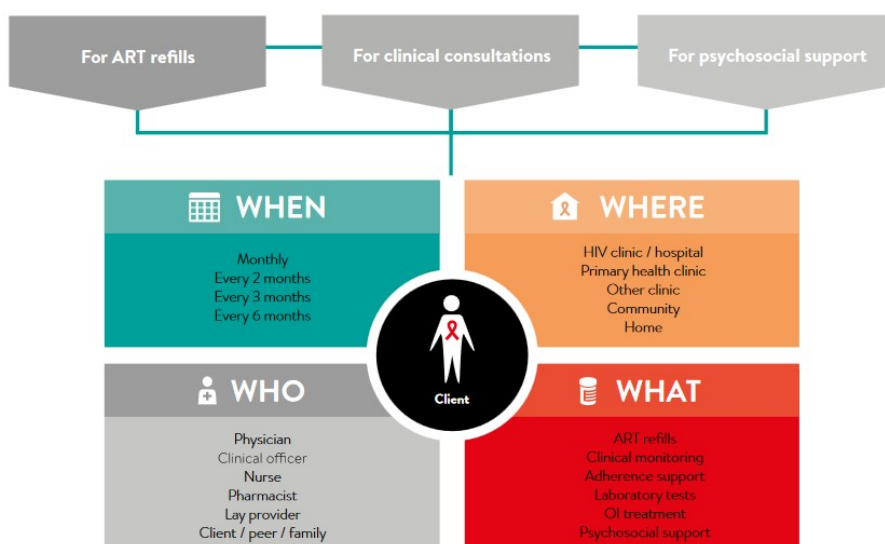 For ART refills
For clinical consultations
For psychosocial support
WHEN
Monthly
Every 2 months
Every 3 months
Every 6 months
WHERE
HIV clinic / hospital
Primary health clinic
Other clinic
Community
Home
Client
WHO
Physician
Clinical officer
Nurse
Pharmacist
Lay provider
Client / peer / family
WHAT
ART refills
Clinical monitoring
Adherence support
Laboratory tests
OI treatment
Psychosocial support